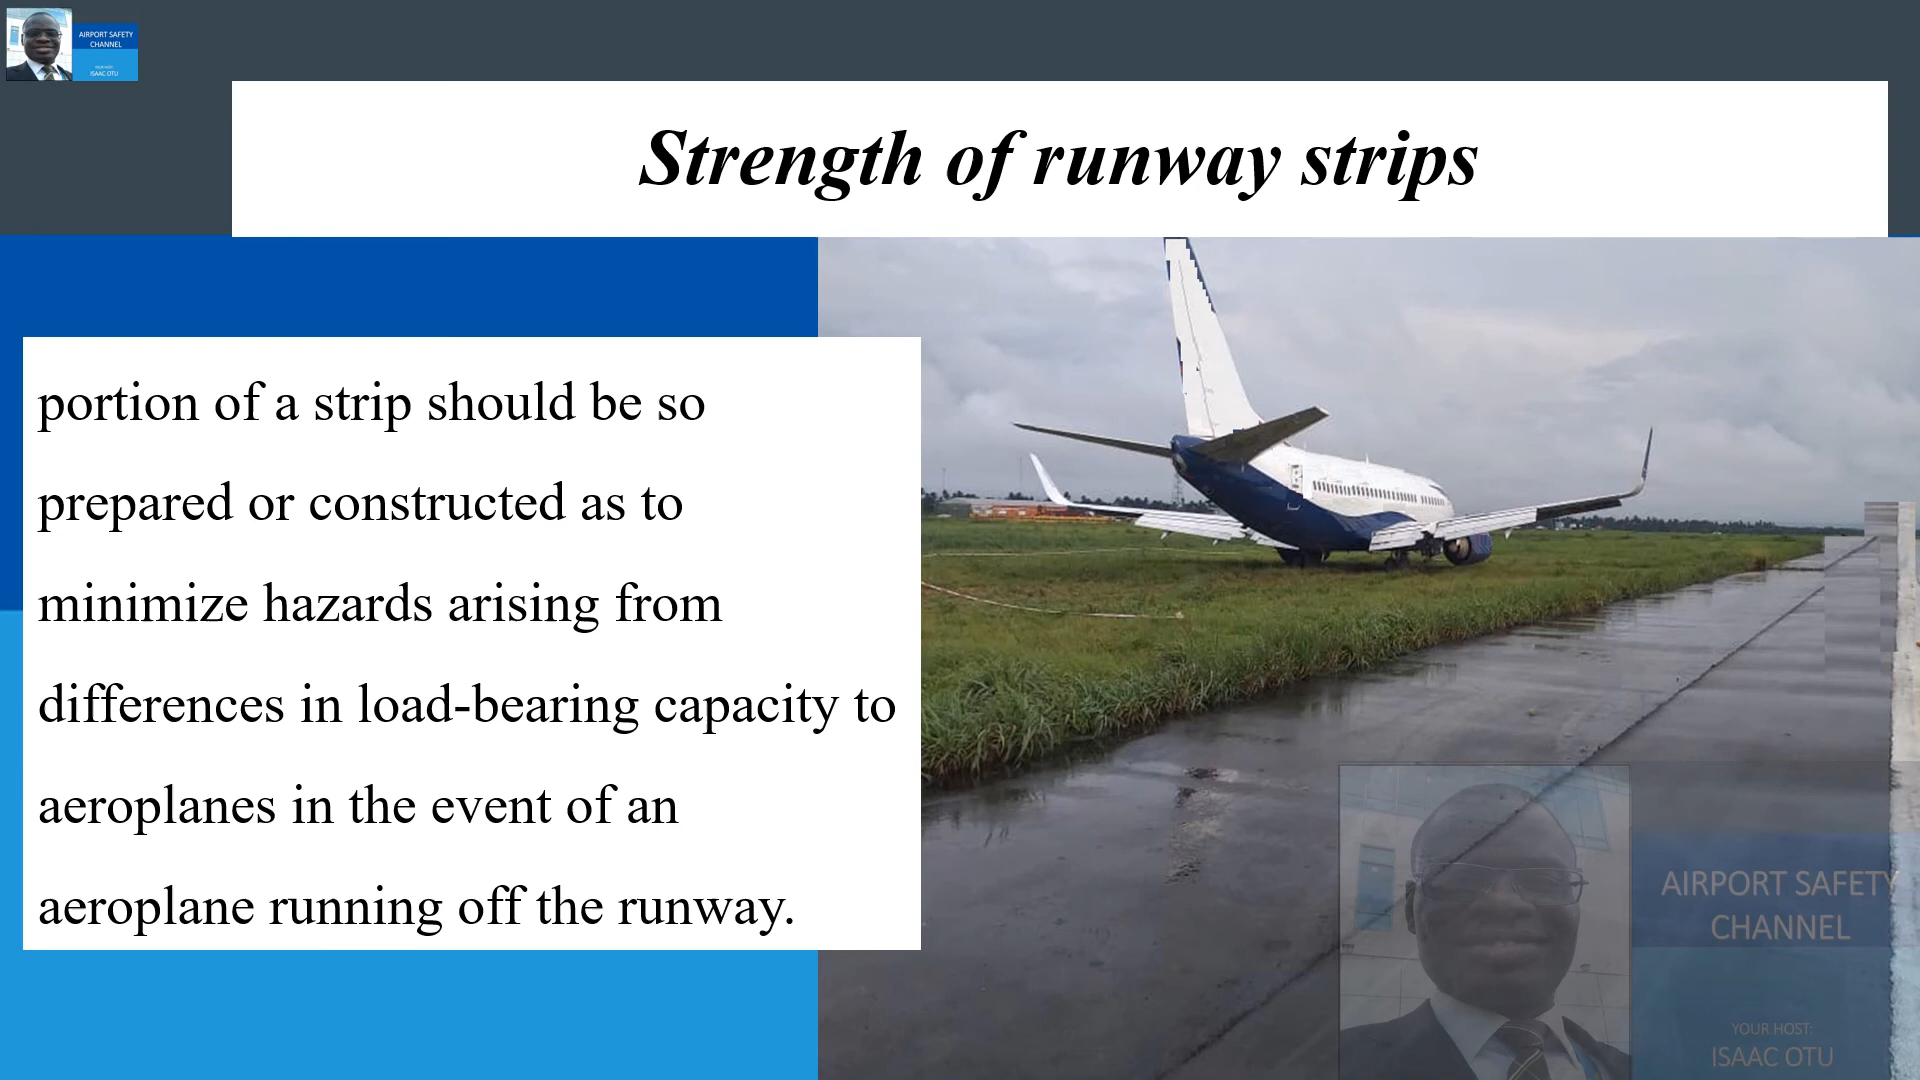 AIRPORT SAFETY
CHANNEL
YOUR HOST:
ISAAC OTU
Strength of runway strips
portion of a strip should be so
prepared or constructed as to
minimize hazards arising from
differences in load-bearing capacity to
aeroplanes in the event of an
aeroplane running off the runway.
AIRPORT SAFETY
CHANNEL
YOUR HOST:
ISAAC OTU